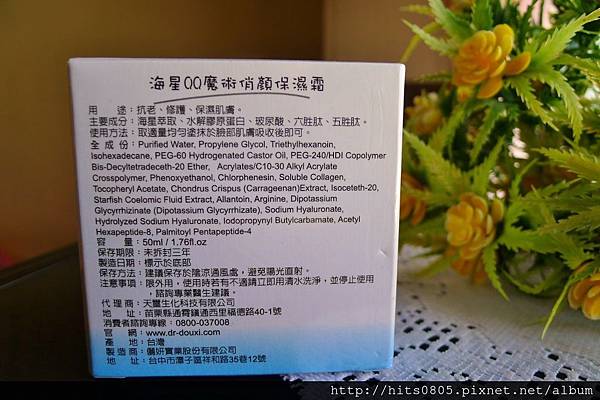 海星QQ魔術俏顏保濕霜
用　　途：抗老、修護、保濕肌膚。
主要成分：海星萃取、水解膠原蛋白、玻尿酸、六胜肽、五胜肽。
使用方法：取適量均勻塗抹於臉部肌膚吸收後即可。
全 成 份：Purified Water, Propylene Glycol, Triethylhexanoin,
Isohexadecane, PEG-60 Hydrogenated Castor Oil, PEG-240/HDI Copolymer
Bis-Decyltetradeceth-20 Ether, Acrylates/C10-30 Alkyl Acrylate
Crosspolymer, Phenoxyethanol, Chlorphenesin, Soluble Collagen,
Tocopheryl Acetate, Chondrus Crispus (Carrageenan)Extract, Isoceteth-20,
Starfish Coelomic Fluid Extract, Allantoin, Arginine, Dipotassium
Glycyrrhizinate (Dipotassium Glycyrrhizate), Sodium Hyaluronate,
Hydrolyzed Sodium Hyaluronate, Iodopropynyl Butylcarbamate, Acetyl
Hexapeptide-8, Palmitoyl Pentapeptide-4
容　　量：50ml / 1.76fl.oz
保存期限：未拆封三年
製造日期：標示於底部
保存方法：建議保存於陰涼通風處，避免陽光直射。
注意事項：限外用，使用時若有不適請立即用清水洗淨，並停止使用
，諮詢專業醫生建議。
代 理 商：天璽生化科技有限公司
地　　址：苗栗縣通霄鎮通西里福德路40-1號
消費者諮詢專線：0800-037008
官　　網：www.dr-douxi.com
產　　地：台灣
製 造 商：儷妍實業股份有限公司
地　　址：台中市潭子區祥和路35巷12號
http://hits0805.pixnet.net/album